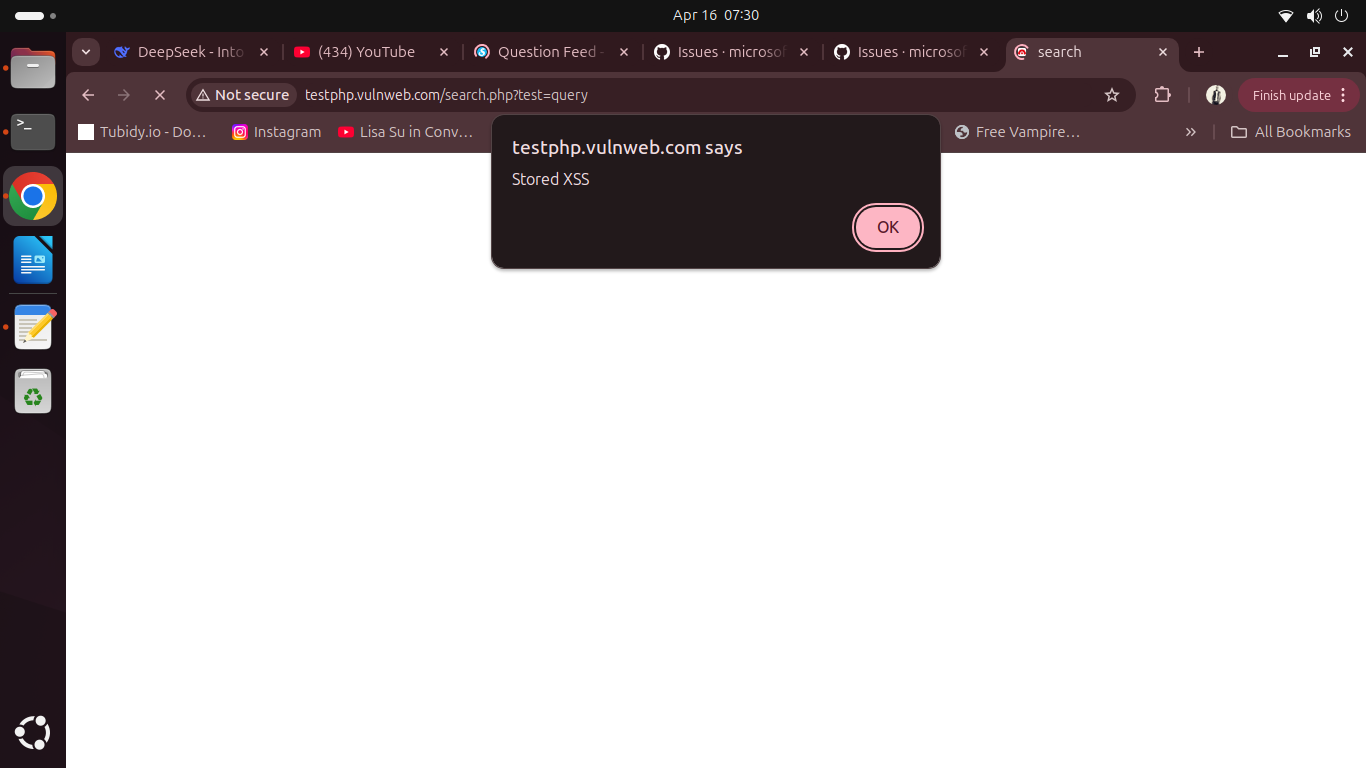 Apr 16 07:30
DeepSeek - Into
(434) YouTube
Question Feed -
Issues · microsof
Issues · microsof
search
Not secure
testphp.vulnweb.com/search.php?test=query
Finish update
Tubidy.io - Do...
Instagram
Lisa Su in Conv...
Free Vampire...
»
All Bookmarks
testphp.vulnweb.com says
Stored XSS
OK
>_